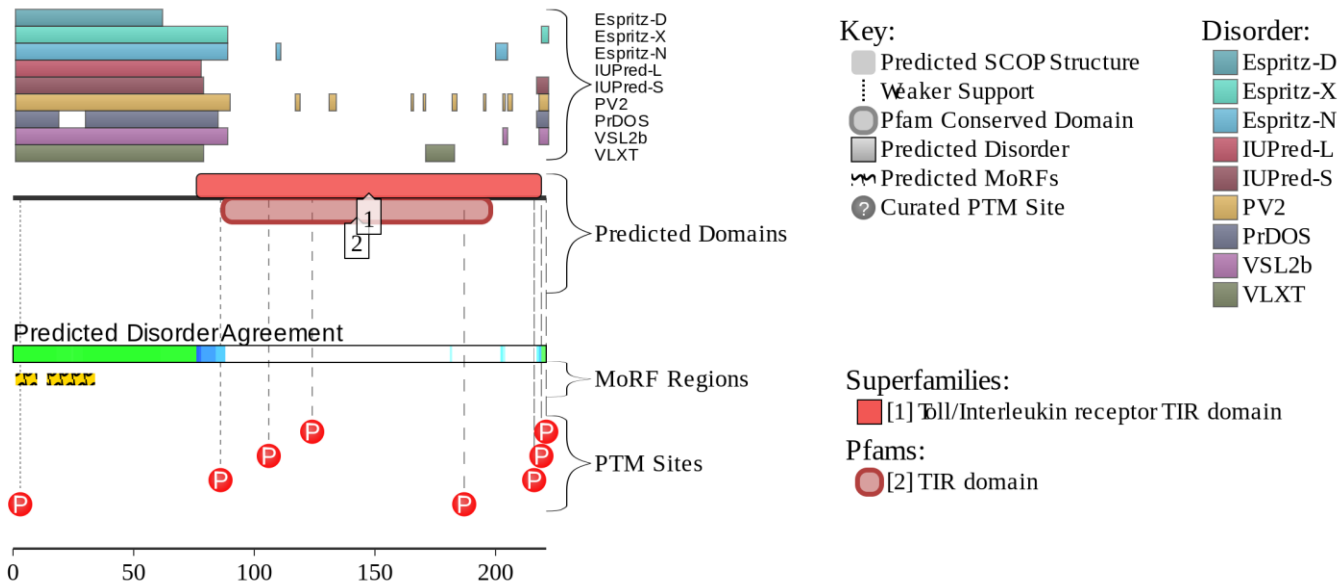 Espritz-D
Espritz-X
Espritz-N
IUPred-L
IUPred-S
PV2
PrDOS
VSL2b
VLXT
1
2
Predicted Domains
Predicted Disorder Agreement
MoRF Regions
P
P
P
P
P
P
P
P
PTM Sites
0 50 100 150 200
Key:
Predicted SCOP Structure
Weaker Support
Pfam Conserved Domain
Predicted Disorder
Predicted MoRFs
? Curated PTM Site
Disorder:
Espritz-D
Espritz-X
Espritz-N
IUPred-L
IUPred-S
PV2
PrDOS
VSL2b
VLXT
Superfamilies:
[1] Toll/Interleukin receptor TIR domain
Pfams:
[2] TIR domain